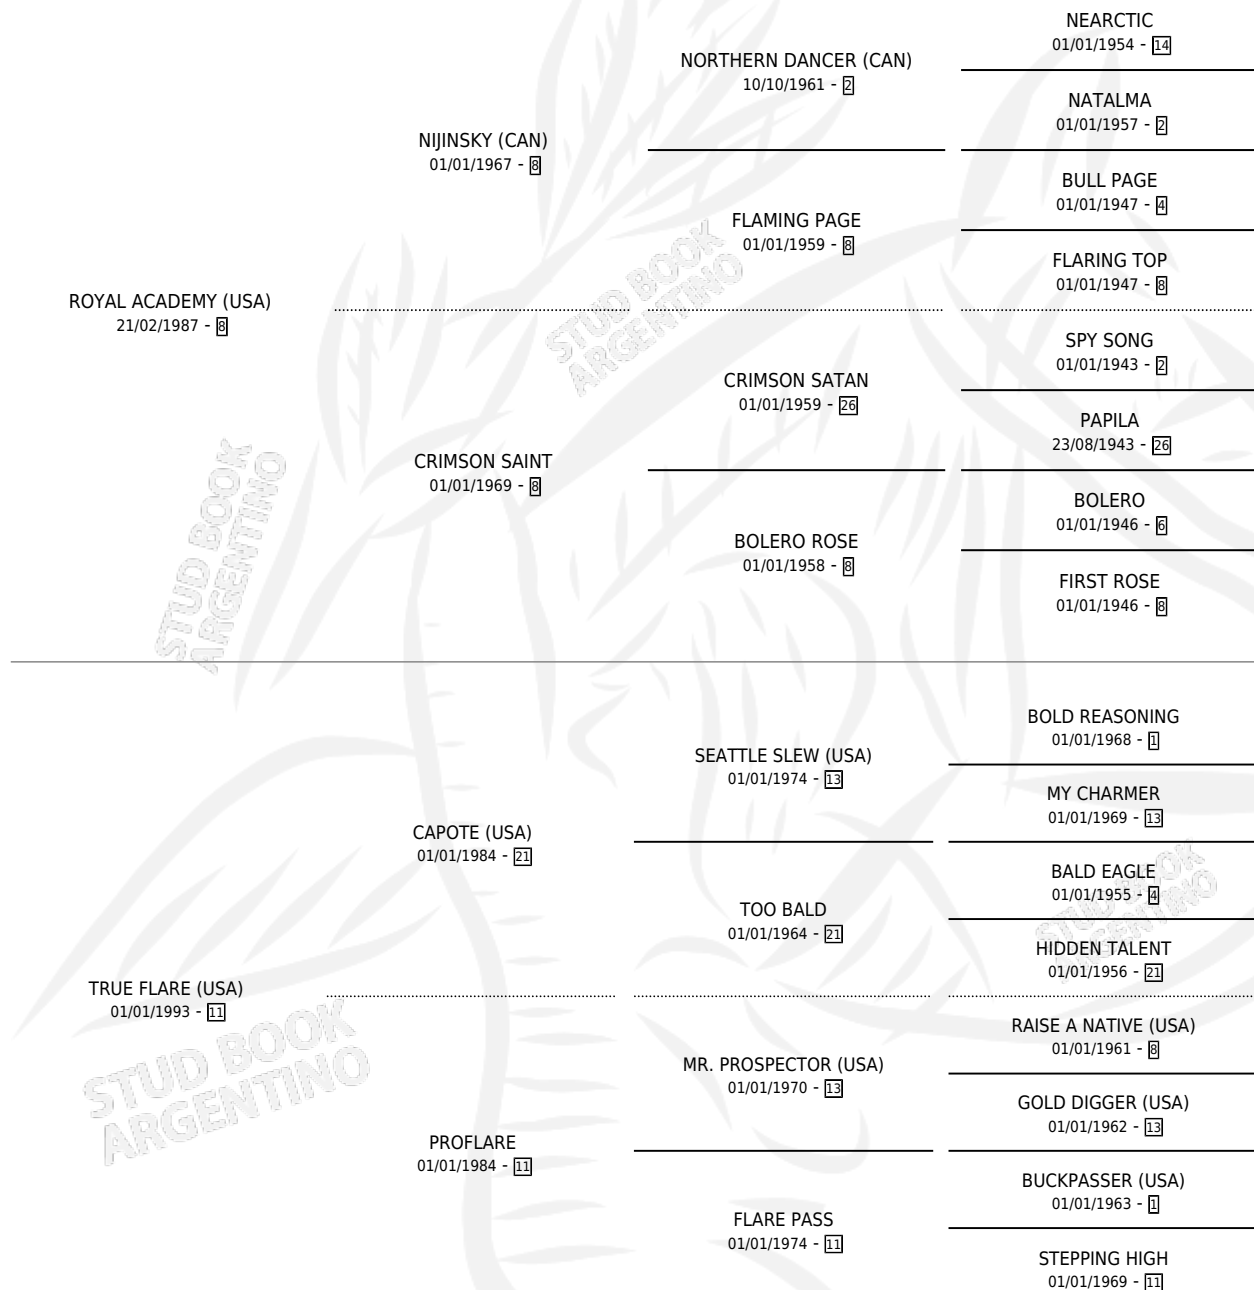 NEARCTIC
01/01/1954 - 14
NORTHERN DANCER (CAN)
10/10/1961 - 2
NATALMA
01/01/1957 - 2
NIJINSKY (CAN)
01/01/1967 - 8
BULL PAGE
01/01/1947 - 4
FLAMING PAGE
01/01/1959 - 8
FLARING TOP
01/01/1947 - 8
ROYAL ACADEMY (USA)
21/02/1987 - 8
SPY SONG
01/01/1943 - 2
CRIMSON SATAN
01/01/1959 - 26
PAPILA
23/08/1943 - 26
CRIMSON SAINT
01/01/1969 - 8
BOLERO
01/01/1946 - 6
BOLERO ROSE
01/01/1958 - 8
FIRST ROSE
01/01/1946 - 8
BOLD REASONING
01/01/1968 - 1
SEATTLE SLEW (USA)
01/01/1974 - 13
MY CHARMER
01/01/1969 - 13
CAPOTE (USA)
01/01/1984 - 21
BALD EAGLE
01/01/1955 - 4
TOO BALD
01/01/1964 - 21
HIDDEN TALENT
01/01/1956 - 21
TRUE FLARE (USA)
01/01/1993 - 11
RAISE A NATIVE (USA)
01/01/1961 - 8
MR. PROSPECTOR (USA)
01/01/1970 - 13
GOLD DIGGER (USA)
01/01/1962 - 13
PROFLARE
01/01/1984 - 11
BUCKPASSER (USA)
01/01/1963 - 1
FLARE PASS
01/01/1974 - 11
STEPPING HIGH
01/01/1969 - 11
STUD BOOK
ARGENTINO
STUD BOOK
ARGENTINO
STUD BOOK
ARGENTINO
STUD BOOK
ARGENTINO